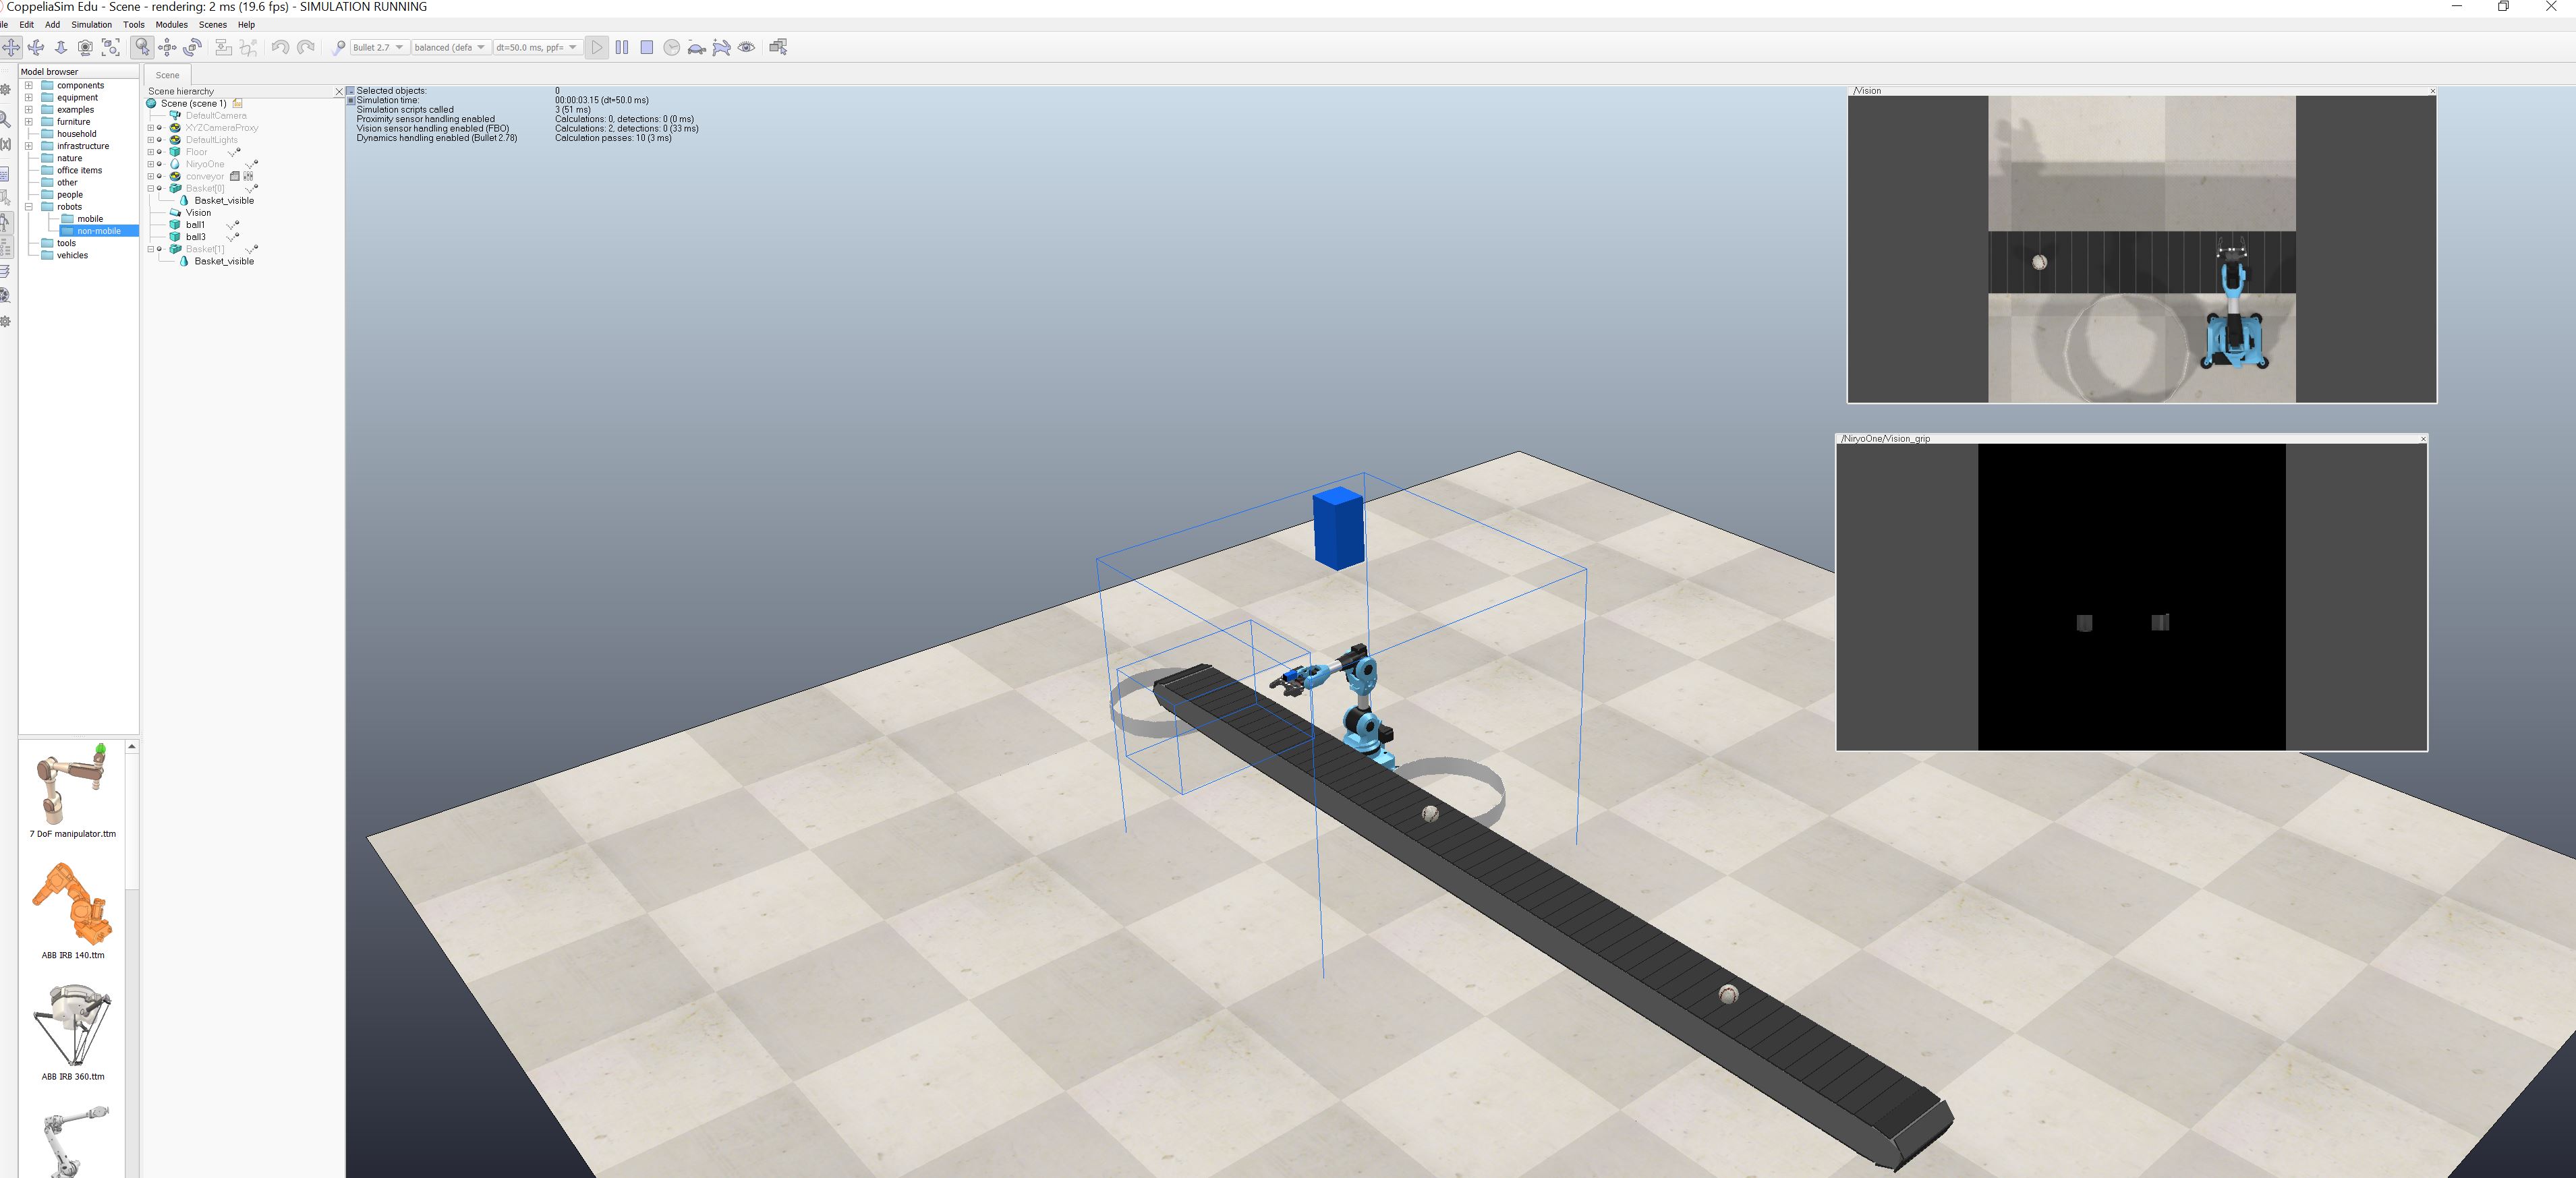 CoppeliaSim Edu - Scene - rendering: 2 ms (19.6 fps) - SIMULATION RUNNING
ile Edit Add Simulation Tools Modules Scenes Help
Bullet 2.7 balanced (defa dt=50.0 ms, ppf=
Model browser
components
equipment
examples
furniture
household
infrastructure
nature
office items
other
people
robots
mobile
non-mobile
tools
vehicles
7 DoF manipulator.ttm
ABB IRB 140.ttm
ABB IRB 360.ttm
Scene
Scene hierarchy
Scene (scene 1)
DefaultCamera
XYZCameraProxy
DefaultLights
Floor
NiryoOne
conveyor
Basket[0]
Basket_visible
Vision
ball1
ball3
Basket[1]
Basket_visible
Selected objects: 0
Simulation time: 00:00:03.15 (dt=50.0 ms)
Simulation scripts called 3 (51 ms)
Proximity sensor handling enabled Calculations: 0, detections: 0 (0 ms)
Vision sensor handling enabled (FBO) Calculations: 2, detections: 0 (33 ms)
Dynamics handling enabled (Bullet 2.78) Calculation passes: 10 (3 ms)
/Vision
/NiryoOne/Vision_grip